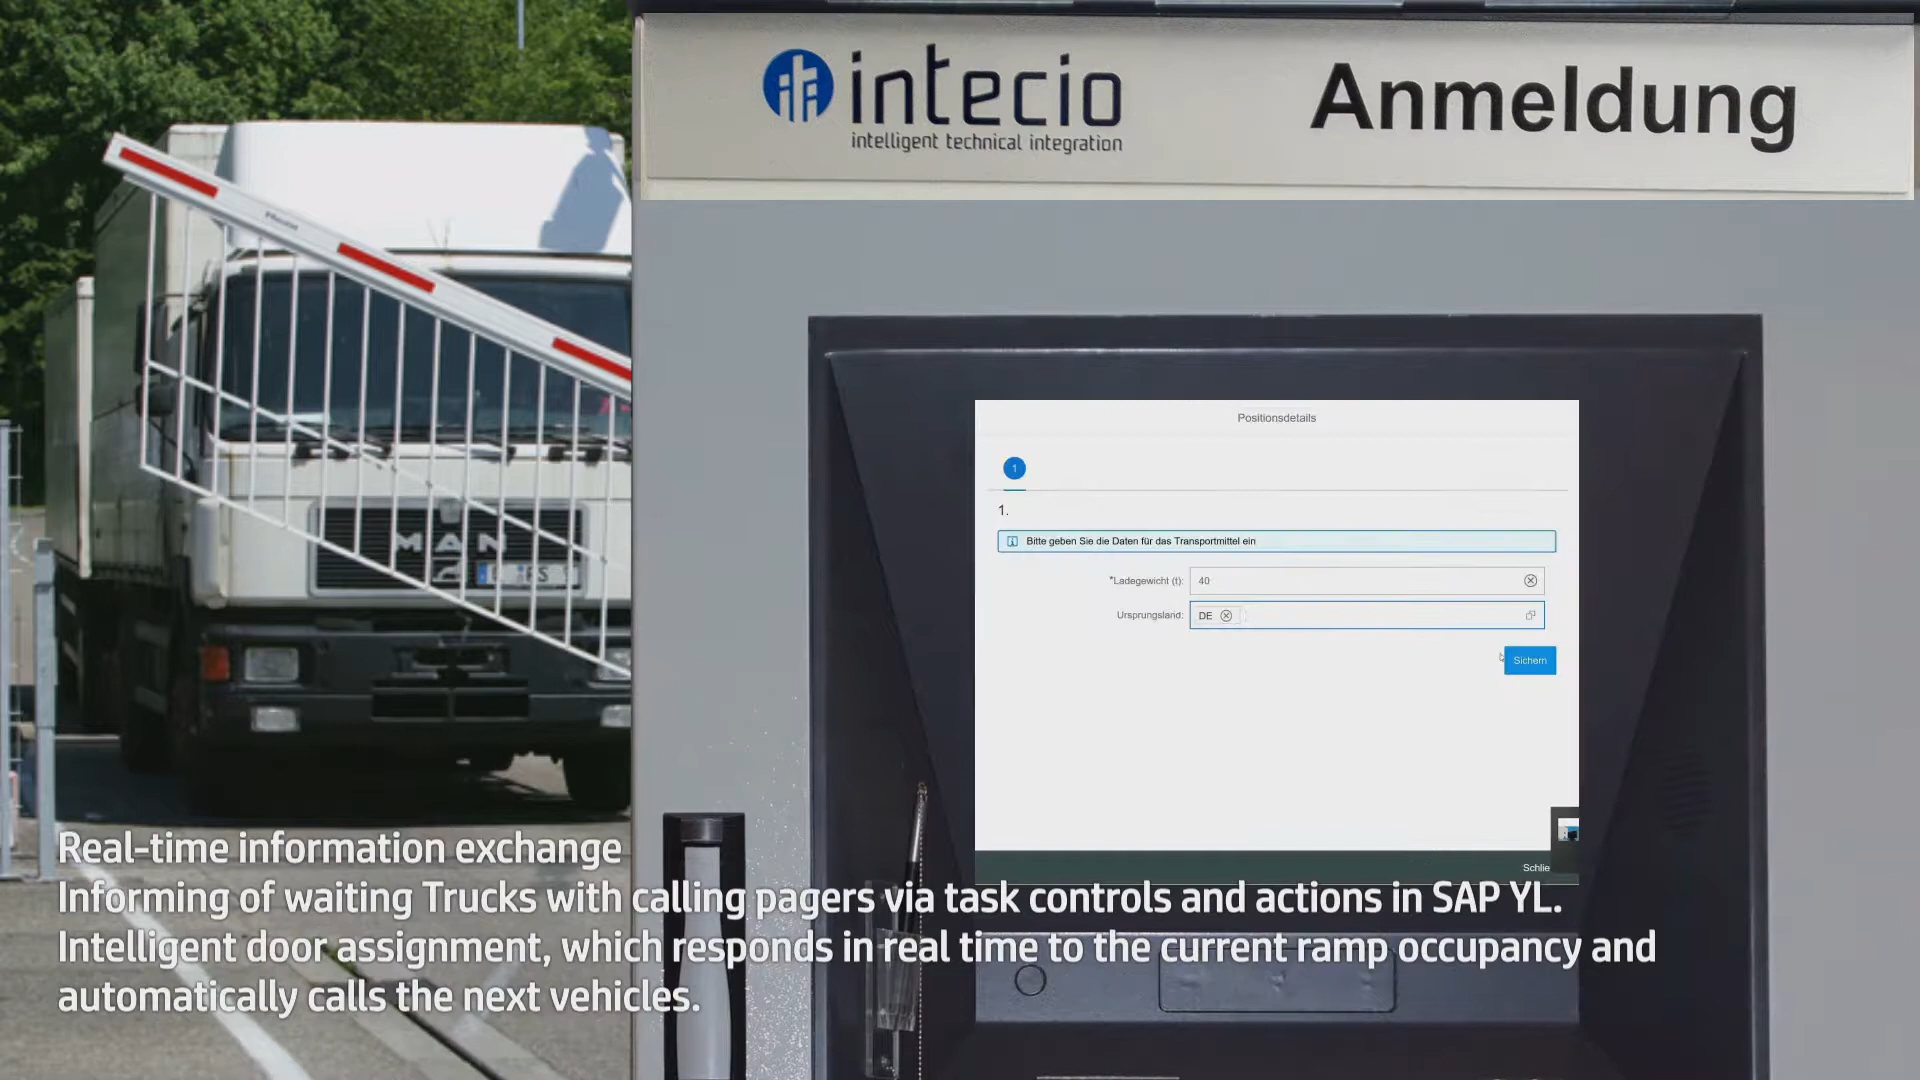 intecio
intelligent technical integration
Anmeldung
MAN
Positionsdetails
1
1.
Bitte geben Sie die Daten für das Transportmittel ein
*Ladegewicht (t): 40
Ursprungsland: DE
Sichern
Schlie
Real-time information exchange
Informing of waiting Trucks with calling pagers via task controls and actions in SAP YL.
Intelligent door assignment, which responds in real time to the current ramp occupancy and
automatically calls the next vehicles.